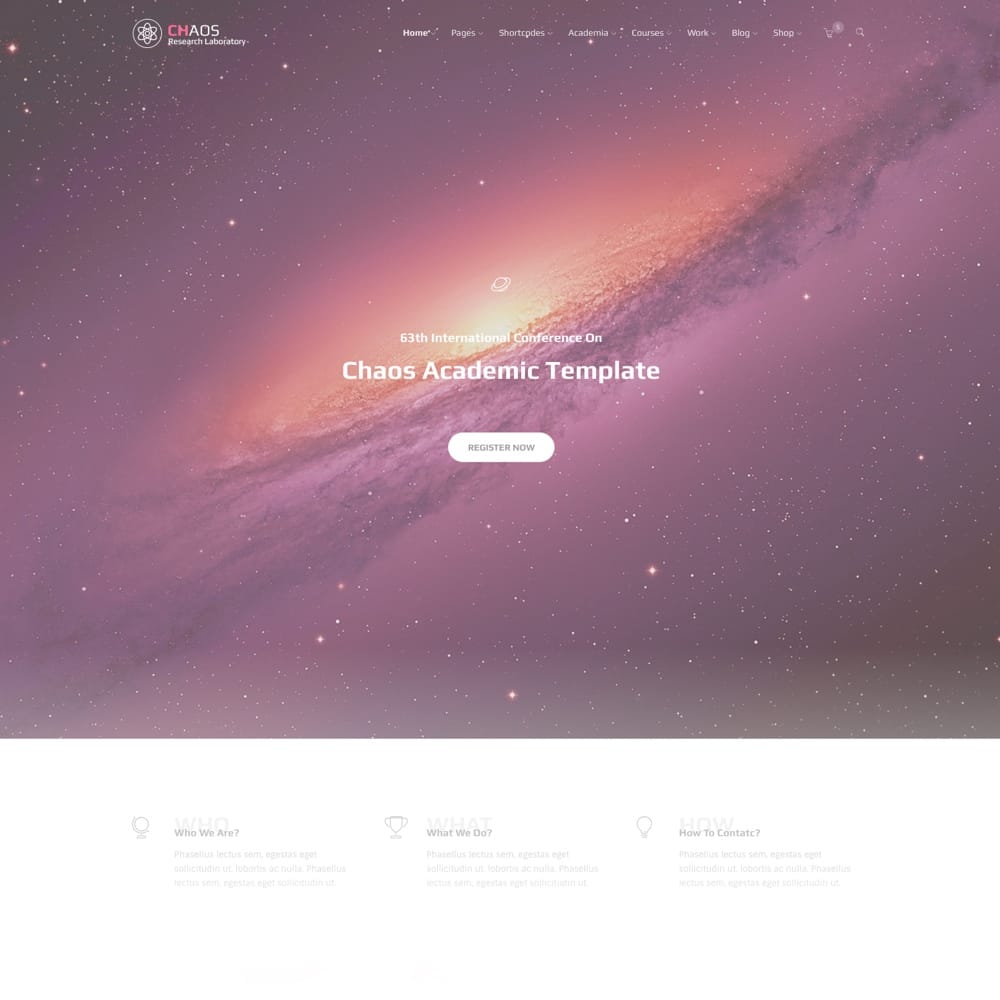 CHAOS
Research Laboratory
Home Pages Shortcodes Academia Courses Work Blog Shop
63th International Conference On
Chaos Academic Template
REGISTER NOW
WHO
Who We Are?
Phasellus lectus sem, egestas eget
sollicitudin ut, lobortis ac nulla. Phasellus
lectus sem, egestas eget sollicitudin ut.
WHAT
What We Do?
Phasellus lectus sem, egestas eget
sollicitudin ut, lobortis ac nulla. Phasellus
lectus sem, egestas eget sollicitudin ut.
HOW
How To Contatc?
Phasellus lectus sem, egestas eget
sollicitudin ut, lobortis ac nulla. Phasellus
lectus sem, egestas eget sollicitudin ut.